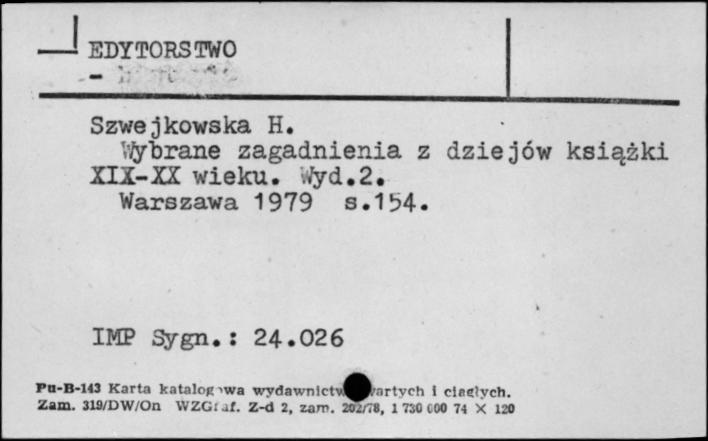 EDYTORSTWO
-
Szwejkowska H.
Wybrane zagadnienia z dziejów książki
XIX-XX wieku. Wyd.2.
Warszawa 1979 s.154.
IMP Sygn.: 24.026
Pu-B-143 Karta katalogowa wydawnictw zwartych i ciągłych.
Zam. 319/DW/On WZGraf. Z-d 2, zam. 202/78, 1 730 000 74 X 120